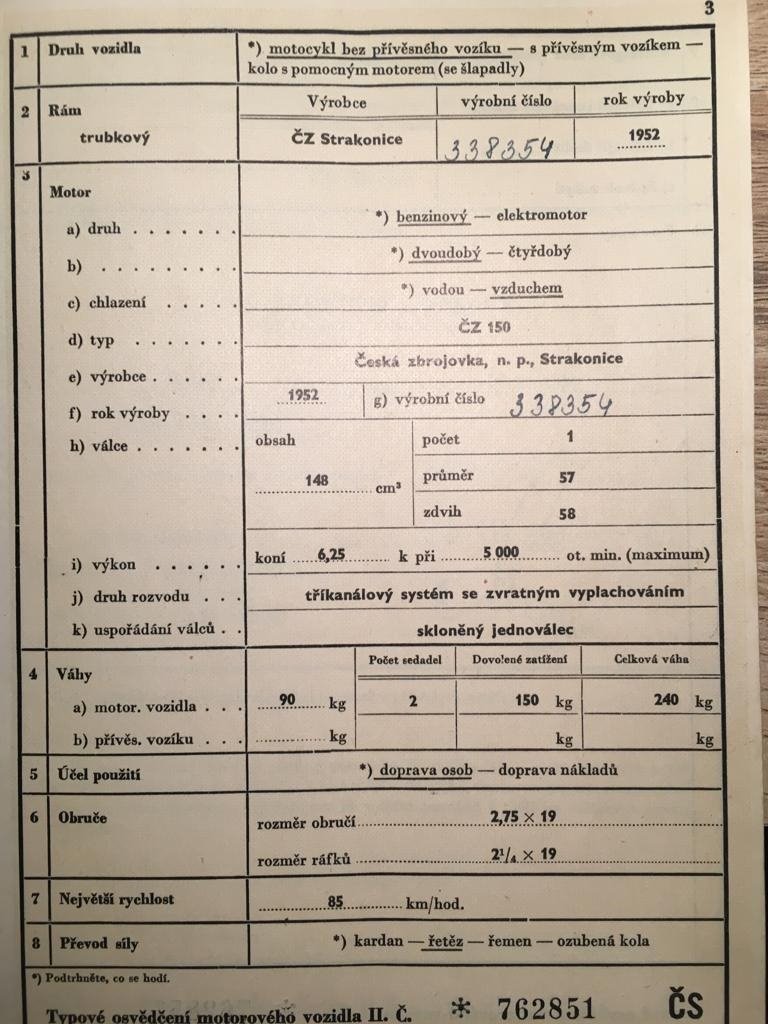 3
1 Druh vozidla *) motocykl bez přívěsného vozíku — s přívěsným vozíkem —
kolo s pomocným motorem (se šlapadly)
2 Rám Výrobce výrobní číslo rok výroby
trubkový ČZ Strakonice 338354 1952
3 Motor
a) druh . . . . . . . *) benzinový — elektromotor
b) . . . . . . . . . *) dvoudobý — čtyřdobý
c) chlazení . . . . . *) vodou — vzduchem
d) typ . . . . . . . ČZ 150
e) výrobce . . . . . . Česká zbrojovka, n. p., Strakonice
f) rok výroby . . . . 1952 g) výrobní číslo 338354
h) válce . . . . . . . obsah počet 1
148 cm³ průměr 57
zdvih 58
i) výkon . . . . . . koní 6,25 k při 5 000 ot. min. (maximum)
j) druh rozvodu . . . tříkanálový systém se zvratným vyplachováním
k) uspořádání válců . . skloněný jednoválec
4 Váhy Počet sedadel Dovolené zatížení Celková váha
a) motor. vozidla . . . 90 kg 2 150 kg 240 kg
b) přívěs. vozíku . . . kg kg kg
5 Účel použití *) doprava osob — doprava nákladů
6 Obruče rozměr obručí 2,75 × 19
rozměr ráfků 2¹/₄ × 19
7 Největší rychlost 85 km/hod.
8 Převod síly *) kardan — řetěz — řemen — ozubená kola
*) Podtrhněte, co se hodí.
Typové osvědčení motorového vozidla II. Č. * 762851 ČS